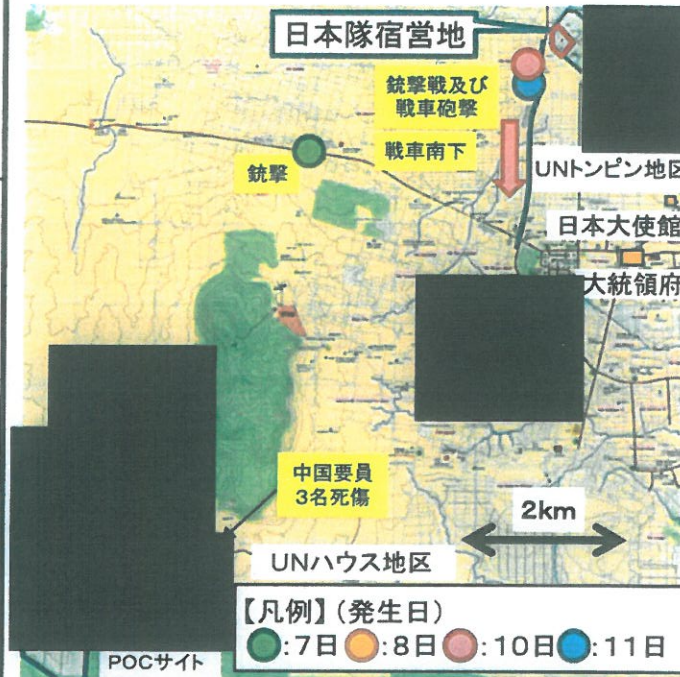 日本隊宿営地
銃撃戦及び
戦車砲撃
戦車南下
銃撃
UNトンピン地区
日本大使館
大統領府
中国要員
3名死傷
2km
UNハウス地区
【凡例】(発生日)
:7日 :8日 :10日 :11日
POCサイト